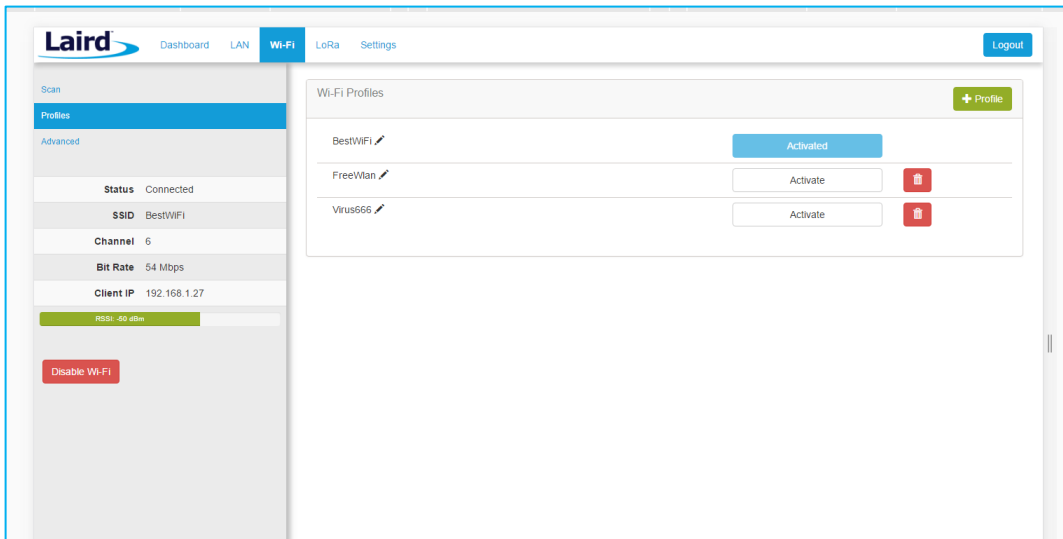 Laird
Dashboard LAN Wi-Fi LoRa Settings Logout
Scan
Profiles
Advanced
Status Connected
SSID BestWiFi
Channel 6
Bit Rate 54 Mbps
Client IP 192.168.1.27
RSSI: -50 dBm
Disable Wi-Fi
Wi-Fi Profiles
+ Profile
BestWiFi Activated
FreeWlan Activate
Virus666 Activate